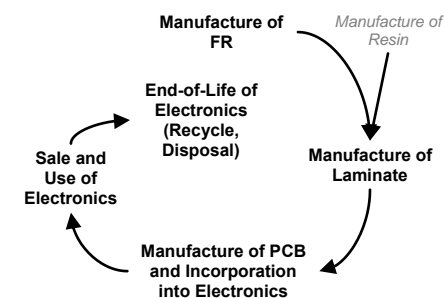 Manufacture of
FR
Manufacture of
Resin
End-of-Life of
Electronics
(Recycle,
Disposal)
Sale and
Use of
Electronics
Manufacture of
Laminate
Manufacture of PCB
and Incorporation
into Electronics